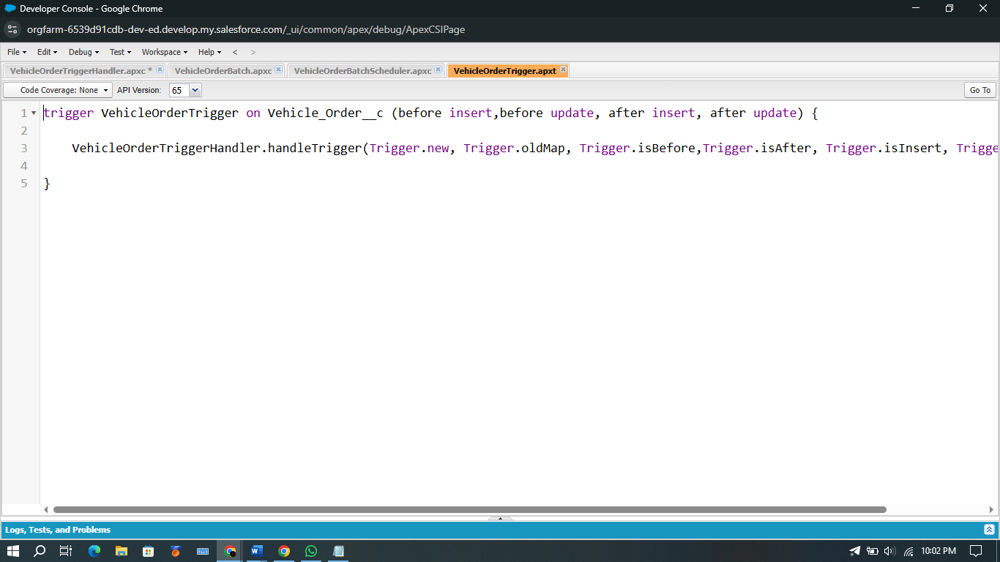 Developer Console - Google Chrome
orgfarm-6539d91cdb-dev-ed.develop.my.salesforce.com/_ui/common/apex/debug/ApexCSIPage
File Edit Debug Test Workspace Help < >
VehicleOrderTriggerHandler.apxc * VehicleOrderBatch.apxc VehicleOrderBatchScheduler.apxc VehicleOrderTrigger.apxt
Code Coverage: None API Version: 65 Go To
1 trigger VehicleOrderTrigger on Vehicle_Order__c (before insert,before update, after insert, after update) {
2
3 VehicleOrderTriggerHandler.handleTrigger(Trigger.new, Trigger.oldMap, Trigger.isBefore,Trigger.isAfter, Trigger.isInsert, Trigge
4
5 }
Logs, Tests, and Problems
10:02 PM